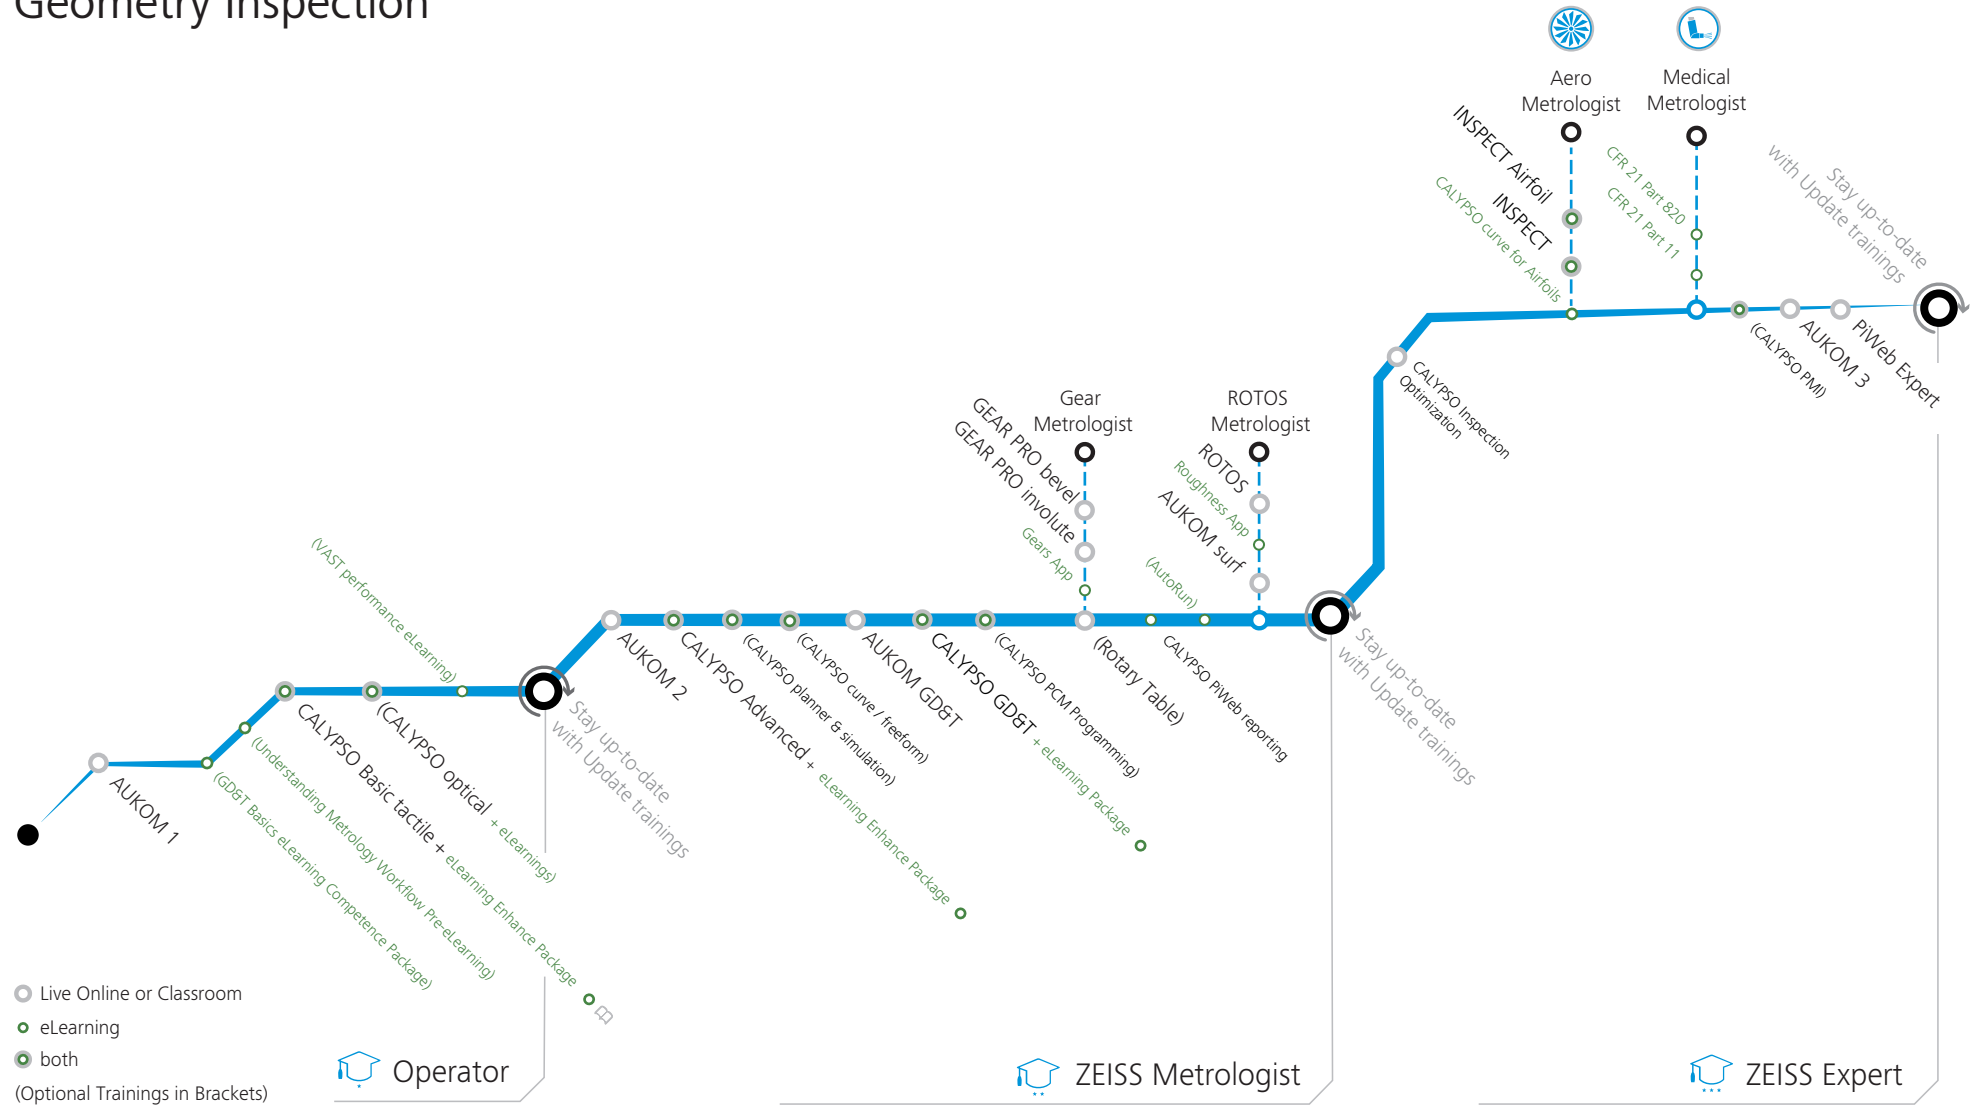 Geometry Inspection
Aero
Metrologist
Medical
Metrologist
INSPECT Airfoil
INSPECT
CALYPSO curve for Airfoils
CFR 21 Part 820
CFR 21 Part 11
Stay up-to-date
with Update trainings
(CALYPSO PMI)
AUKOM 3
PiWeb Expert
CALYPSO Inspection
Optimization
Gear
Metrologist
GEAR PRO bevel
GEAR PRO involute
Gears App
ROTOS
Metrologist
ROTOS
Roughness App
AUKOM surf
(AutoRun)
(VAST performance eLearning)
AUKOM 1
(GD&T Basics eLearning Competence Package)
(Understanding Metrology Workflow Pre-eLearning)
CALYPSO Basic tactile + eLearning Enhance Package
(CALYPSO optical + eLearnings)
Stay up-to-date
with Update trainings
AUKOM 2
CALYPSO Advanced + eLearning Enhance Package
(CALYPSO planner & simulation)
(CALYPSO curve / freeform)
AUKOM GD&T
CALYPSO GD&T + eLearning Package
(CALYPSO PCM Programming)
(Rotary Table)
CALYPSO PiWeb reporting
Stay up-to-date
with Update trainings
Live Online or Classroom
eLearning
both
(Optional Trainings in Brackets)
Operator
ZEISS Metrologist
ZEISS Expert